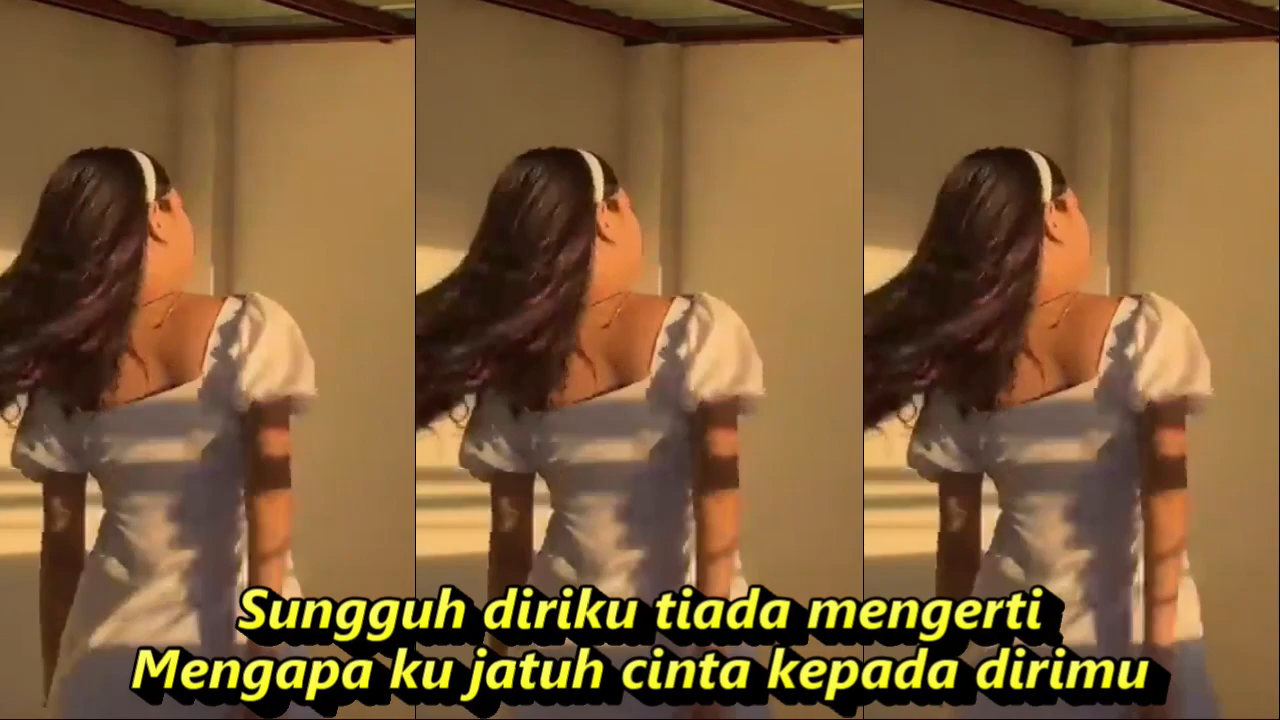 Sungguh diriku tiada mengerti
Mengapa ku jatuh cinta kepada dirimu